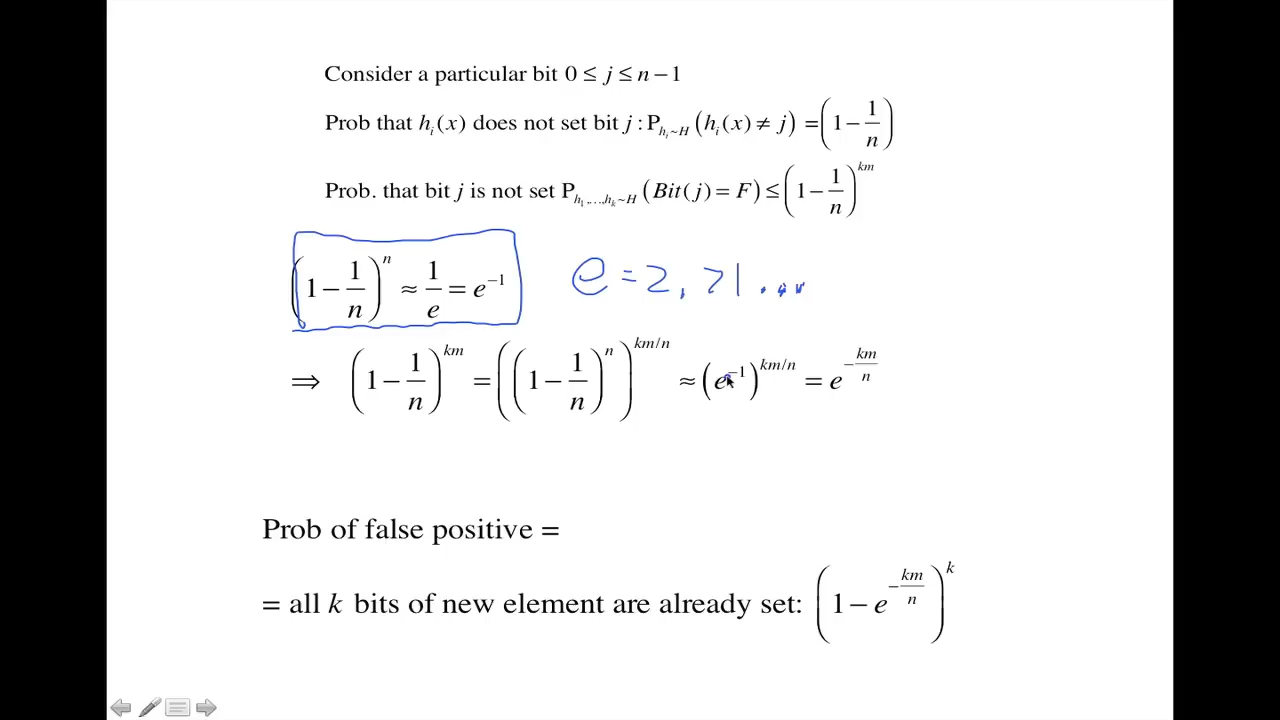 Consider a particular bit 0 ≤ j ≤ n − 1
Prob that h_i(x) does not set bit j : P_{h_i~H} (h_i(x) ≠ j) = (1 − 1/n)
Prob. that bit j is not set P_{h_1,...,h_k~H} (Bit(j) = F) ≤ (1 − 1/n)^{km}
(1 − 1/n)^n ≈ 1/e = e^{−1} e = 2,71....
⇒ (1 − 1/n)^{km} = ((1 − 1/n)^n)^{km/n} ≈ (e^{−1})^{km/n} = e^{−km/n}
Prob of false positive =
= all k bits of new element are already set: (1 − e^{−km/n})^k